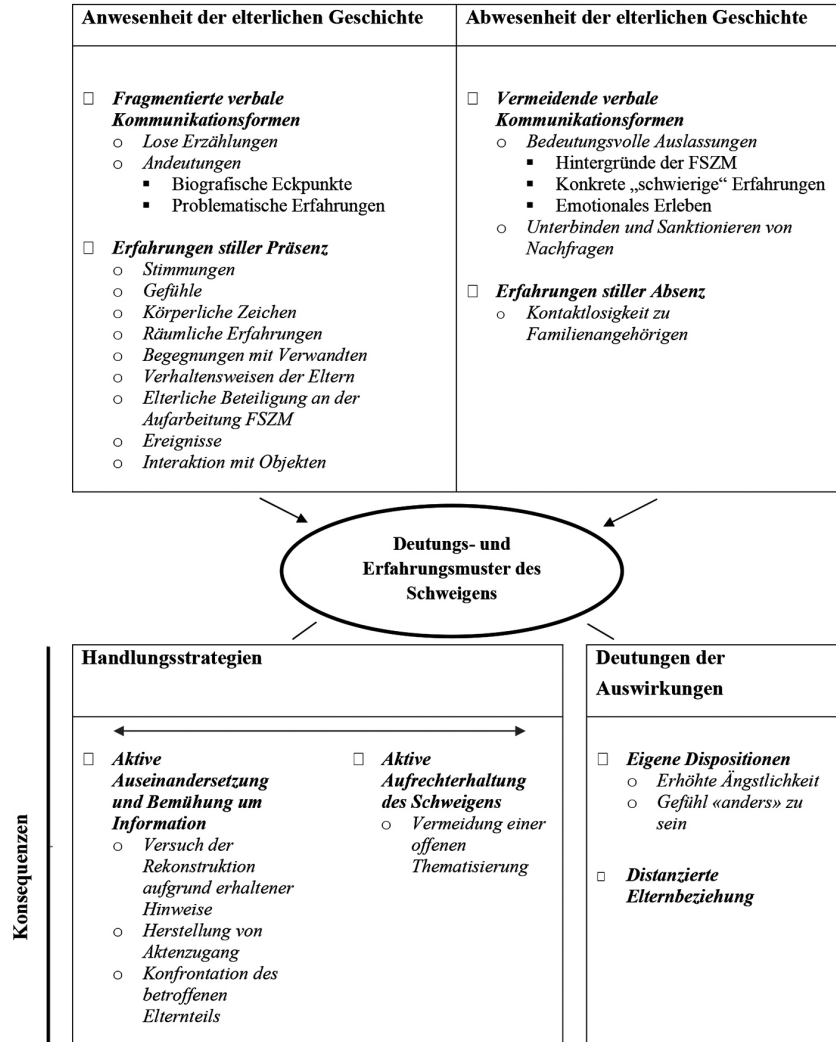 Anwesenheit der elterlichen Geschichte
☐ Fragmentierte verbale
Kommunikationsformen
o Lose Erzählungen
o Andeutungen
▪ Biografische Eckpunkte
▪ Problematische Erfahrungen
☐ Erfahrungen stiller Präsenz
o Stimmungen
o Gefühle
o Körperliche Zeichen
o Räumliche Erfahrungen
o Begegnungen mit Verwandten
o Verhaltensweisen der Eltern
o Elterliche Beteiligung an der
Aufarbeitung FSZM
o Ereignisse
o Interaktion mit Objekten
Abwesenheit der elterlichen Geschichte
☐ Vermeidende verbale
Kommunikationsformen
o Bedeutungsvolle Auslassungen
▪ Hintergründe der FSZM
▪ Konkrete „schwierige“ Erfahrungen
▪ Emotionales Erleben
o Unterbinden und Sanktionieren von
Nachfragen
☐ Erfahrungen stiller Absenz
o Kontaktlosigkeit zu
Familienangehörigen
Deutungs- und
Erfahrungsmuster des
Schweigens
Konsequenzen
Handlungsstrategien
☐ Aktive
Auseinandersetzung
und Bemühung um
Information
o Versuch der
Rekonstruktion
aufgrund erhaltener
Hinweise
o Herstellung von
Aktenzugang
o Konfrontation des
betroffenen
Elternteils
☐ Aktive
Aufrechterhaltung
des Schweigens
o Vermeidung einer
offenen
Thematisierung
Deutungen der
Auswirkungen
☐ Eigene Dispositionen
o Erhöhte Ängstlichkeit
o Gefühl «anders» zu
sein
☐ Distanzierte
Elternbeziehung